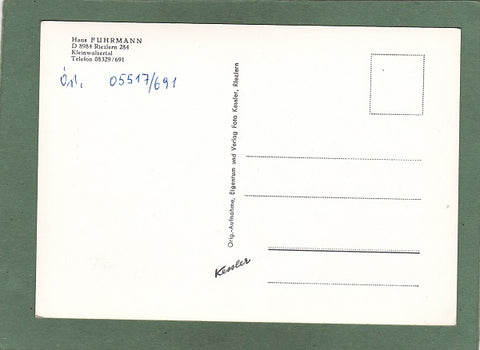 Haus FUHRMANN
D 8984 Riezlern 284
Kleinwalsertal
Telefon 08329/691
Öst. 05517/691
Orig.-Aufnahme, Eigentum und Verlag Foto Kessler, Riezlern
Kessler